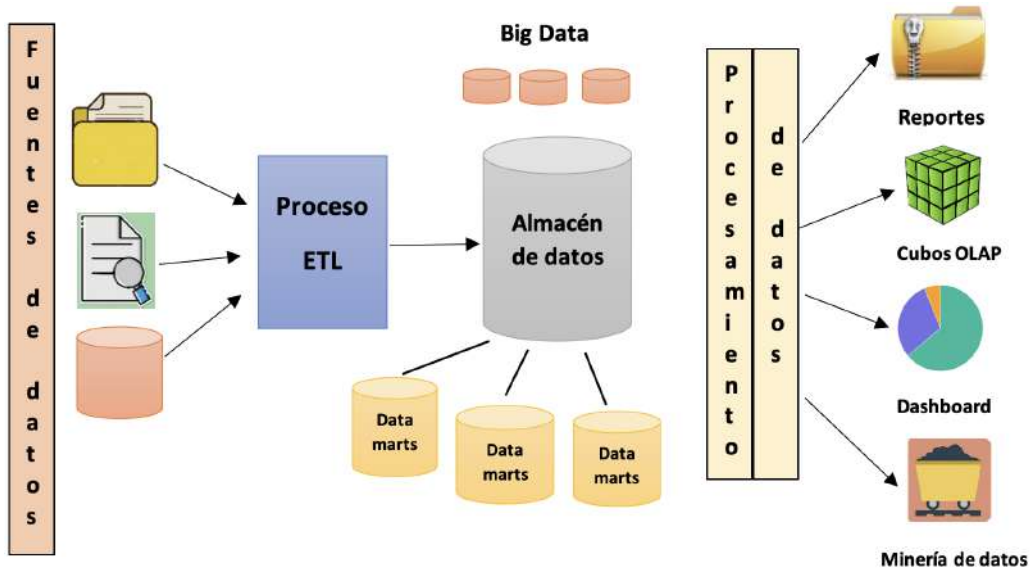 Fuentes de datos
Proceso
ETL
Big Data
Almacén
de datos
Data
marts
Data
marts
Data
marts
Procesamiento
de datos
Reportes
Cubos OLAP
Dashboard
Minería de datos